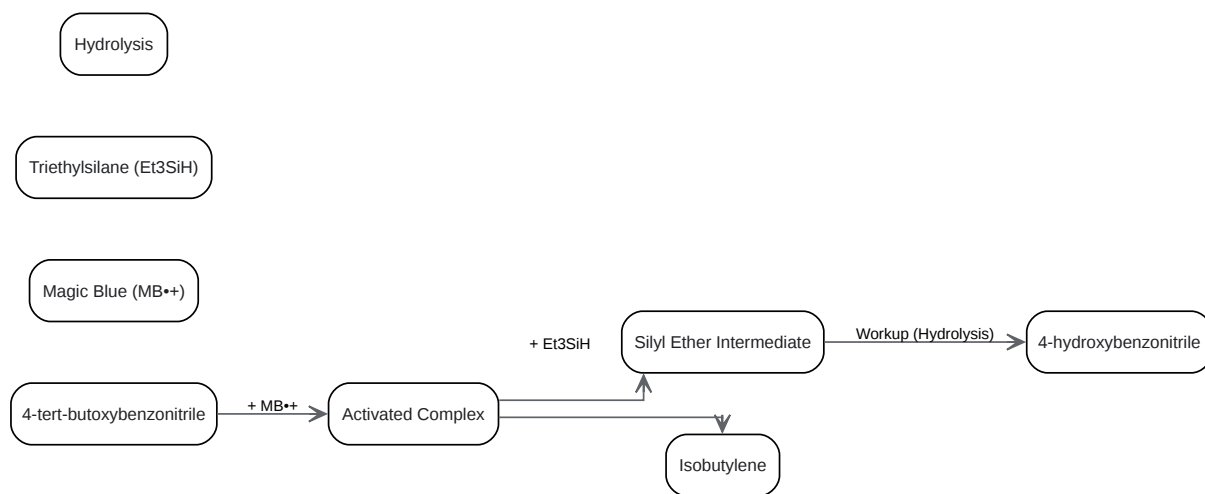 Hydrolysis
Triethylsilane (Et3SiH)
Magic Blue (MB•+)
+ Et3SiH
Silyl Ether Intermediate
Workup (Hydrolysis)
4-hydroxybenzonitrile
4-tert-butoxybenzonitrile
+ MB•+
Activated Complex
Isobutylene